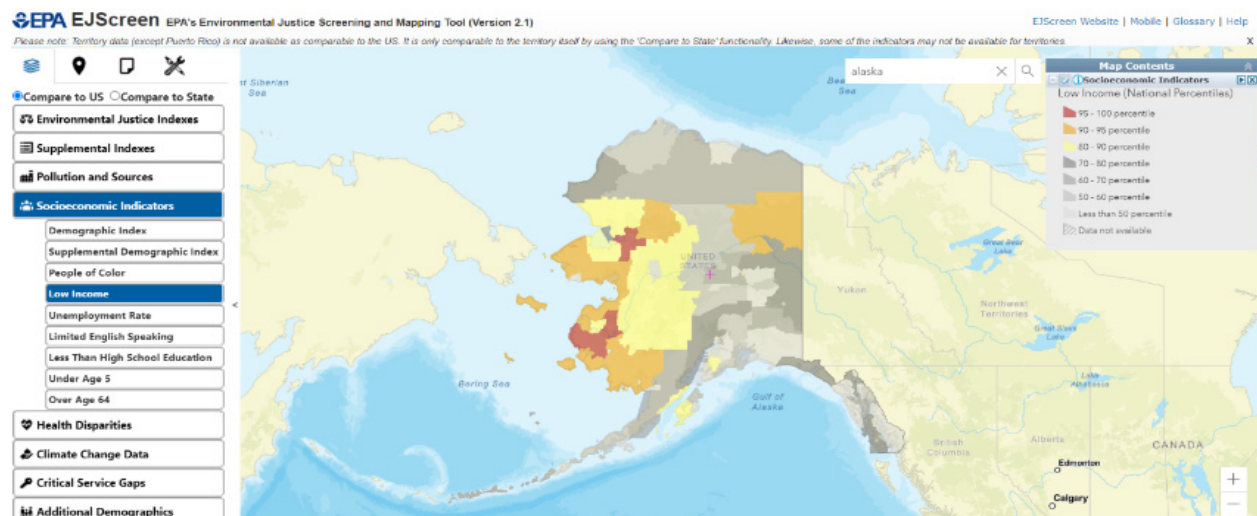 EPA EJScreen EPA's Environmental Justice Screening and Mapping Tool (Version 2.1)
EJScreen Website | Mobile | Glossary | Help
Please note: Territory data (except Puerto Rico) is not available as comparable to the US. It is only comparable to the territory itself by using the 'Compare to State' functionality. Likewise, some of the indicators may not be available for territories. X
Compare to US Compare to State
Environmental Justice Indexes
Supplemental Indexes
Pollution and Sources
Socioeconomic Indicators
Demographic Index
Supplemental Demographic Index
People of Color
Low Income
Unemployment Rate
Limited English Speaking
Less Than High School Education
Under Age 5
Over Age 64
Health Disparities
Climate Change Data
Critical Service Gaps
Additional Demographics
<
st Siberian
Sea
alaska
Bea
Sea
UNITED
STATES
Bering Sea
Gulf of
Alaska
Yukon
Great Bear
Lake
Northwest
Territories
Great Slave
Lake
Lake
Athabasca
British
Columbia
Alberta
CANADA
Edmonton
Calgary
Map Contents
Socioeconomic Indicators
Low Income (National Percentiles)
95 - 100 percentile
90 - 95 percentile
80 - 90 percentile
70 - 80 percentile
60 - 70 percentile
50 - 60 percentile
Less than 50 percentile
Data not available
+
−